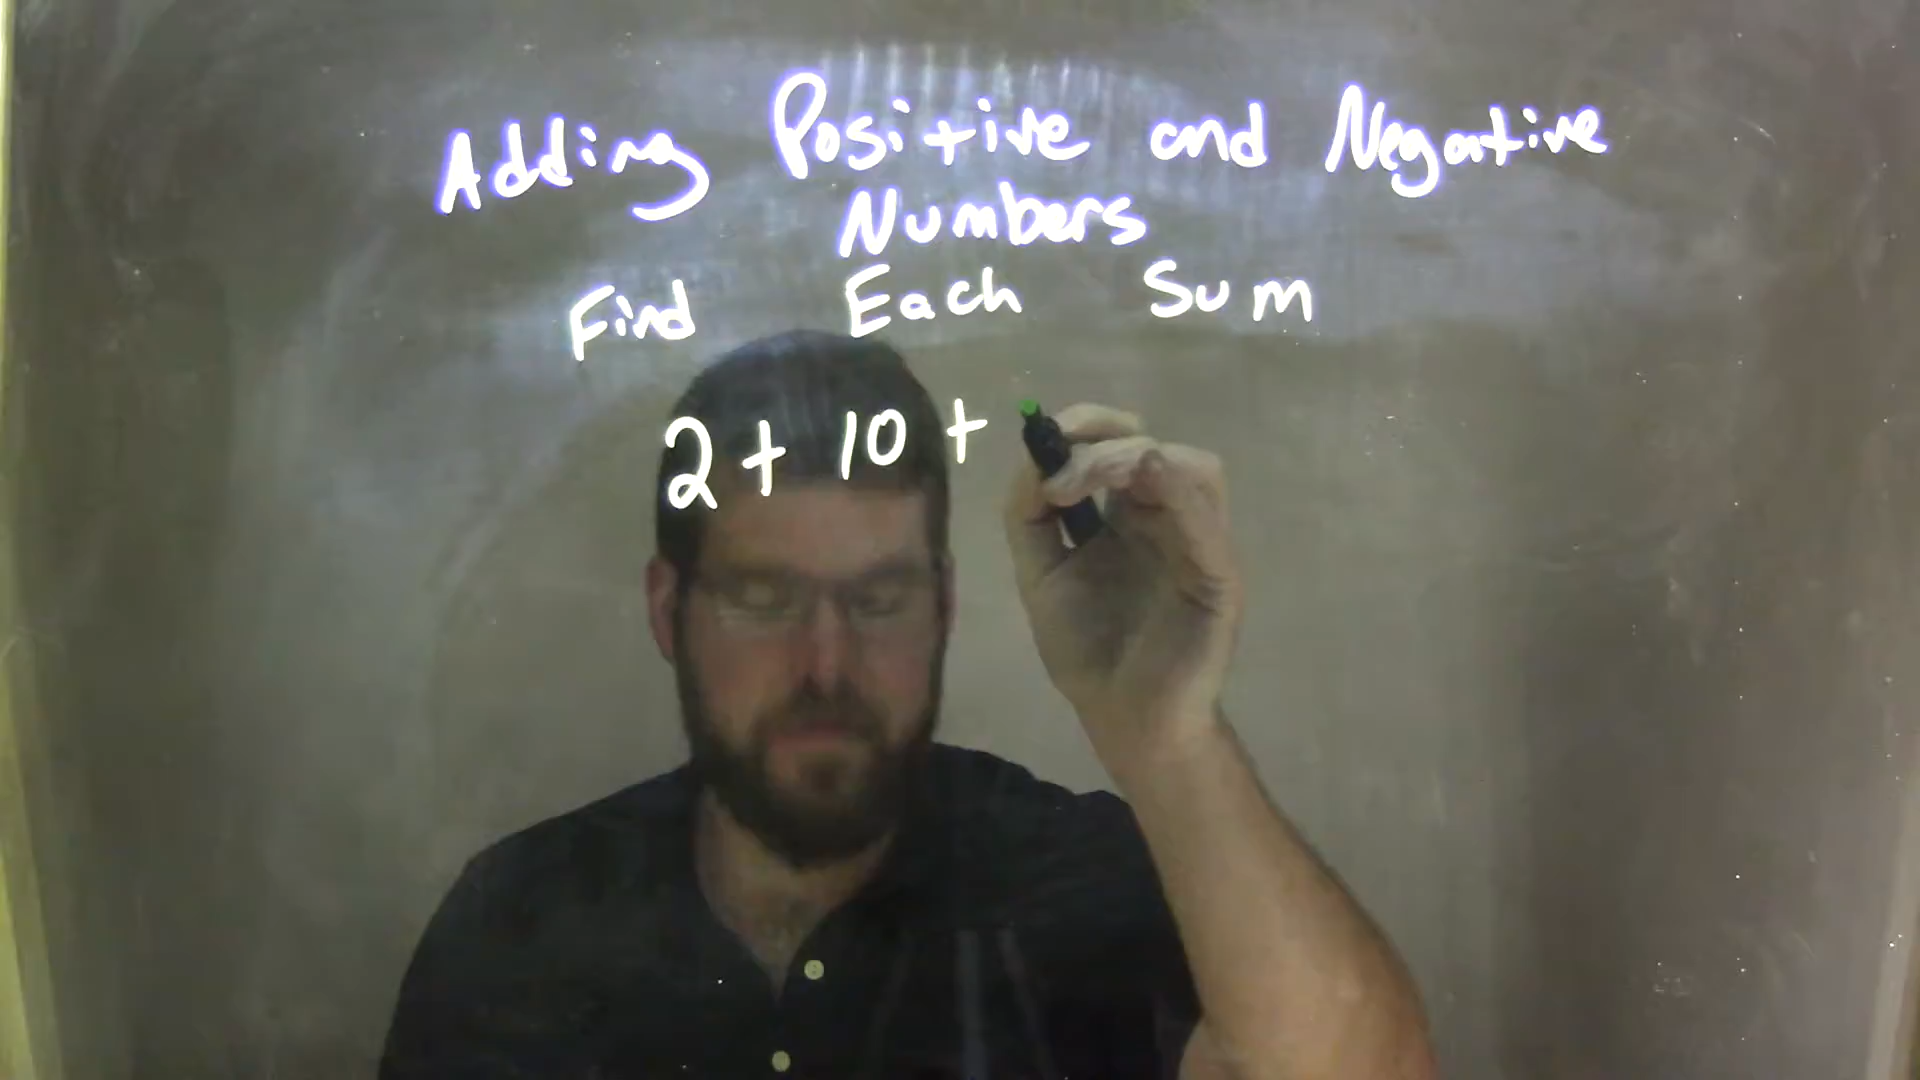 Adding Positive and Negative
Numbers
Find Each Sum
2 + 10 +